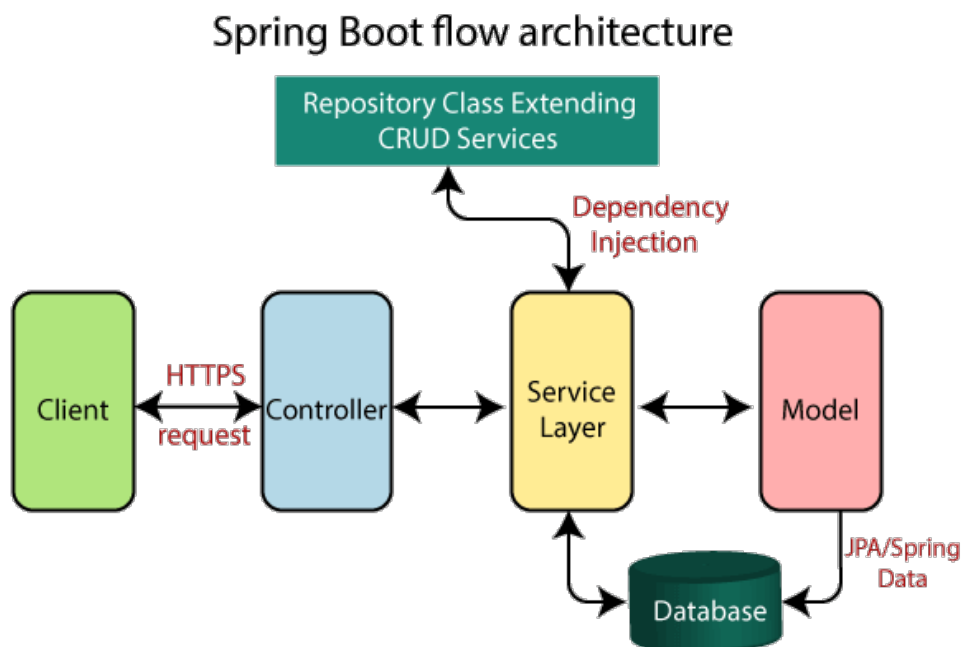 Spring Boot flow architecture
Repository Class Extending
CRUD Services
Dependency
Injection
HTTPS
request
Client
Controller
Service
Layer
Model
JPA/Spring
Data
Database